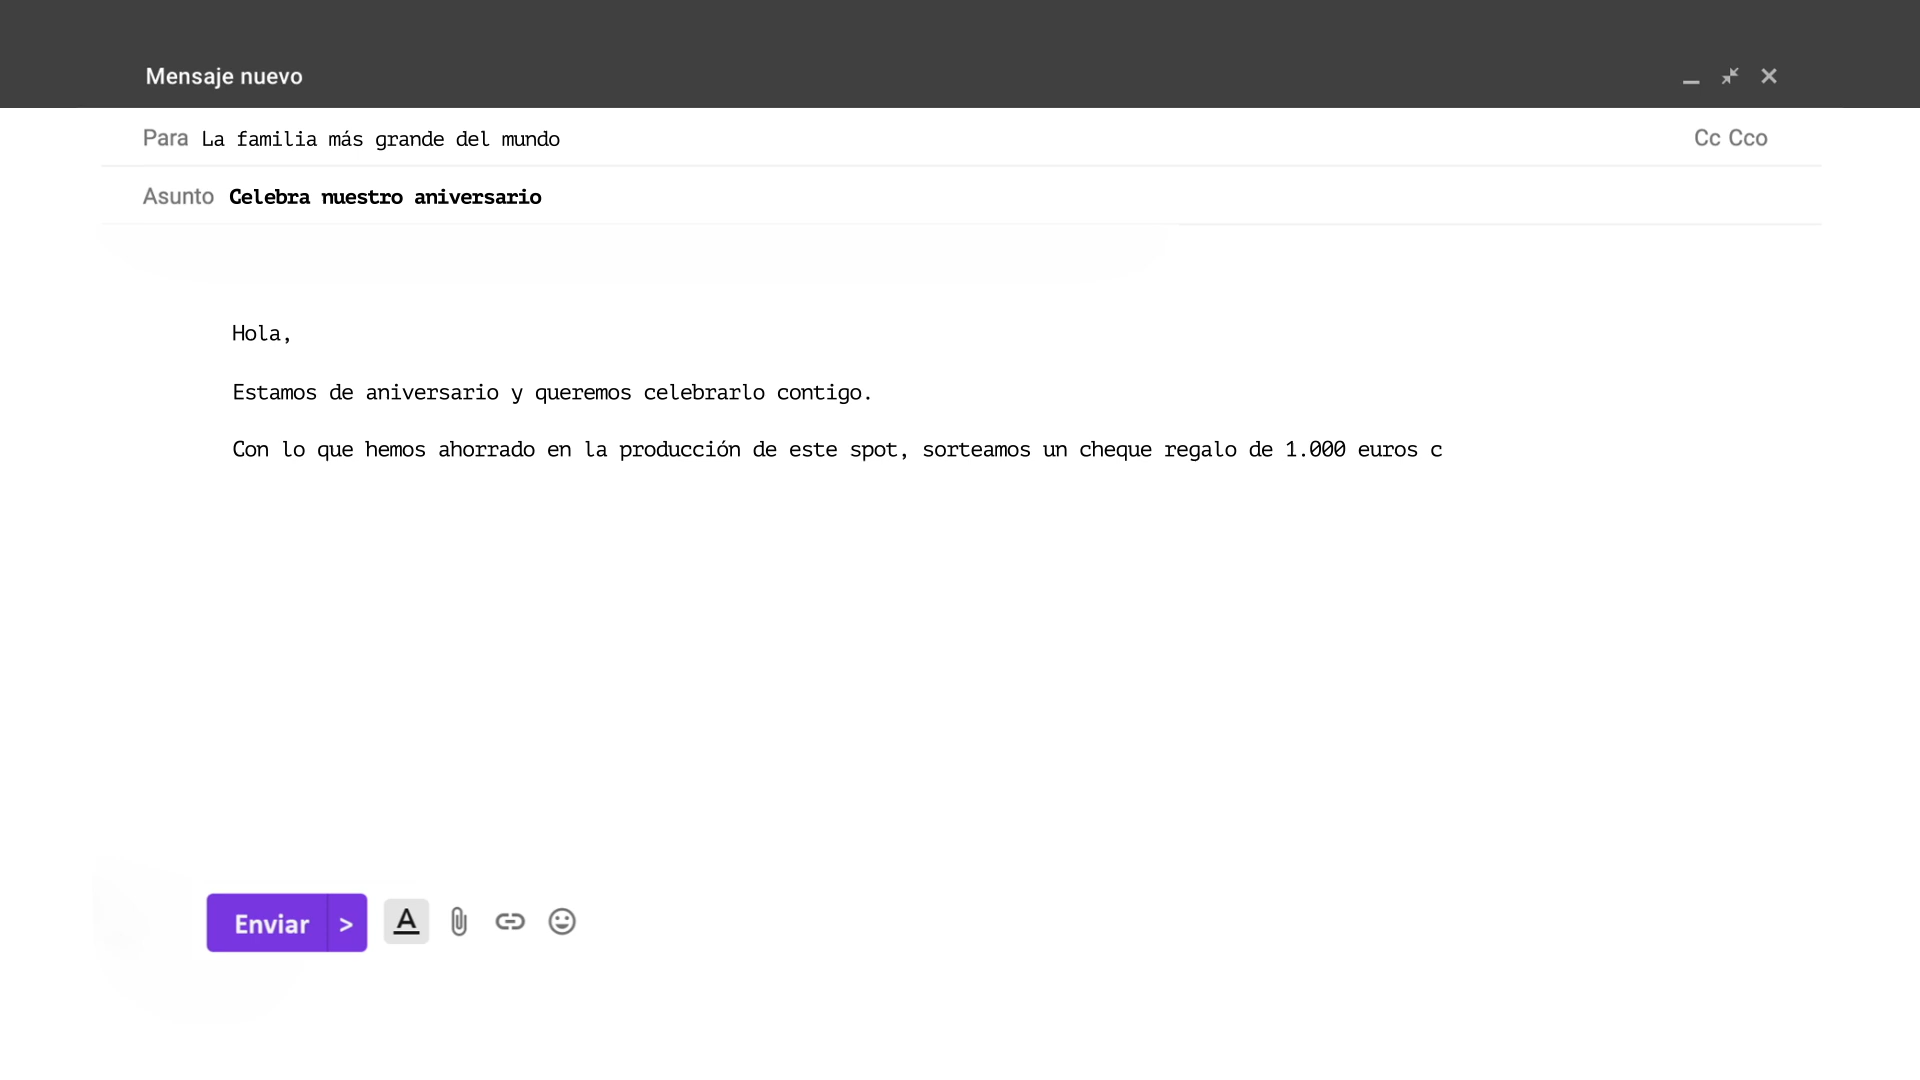 Mensaje nuevo
Para La familia más grande del mundo
Cc Cco
Asunto Celebra nuestro aniversario
Hola,
Estamos de aniversario y queremos celebrarlo contigo.
Con lo que hemos ahorrado en la producción de este spot, sorteamos un cheque regalo de 1.000 euros c
Enviar >
A